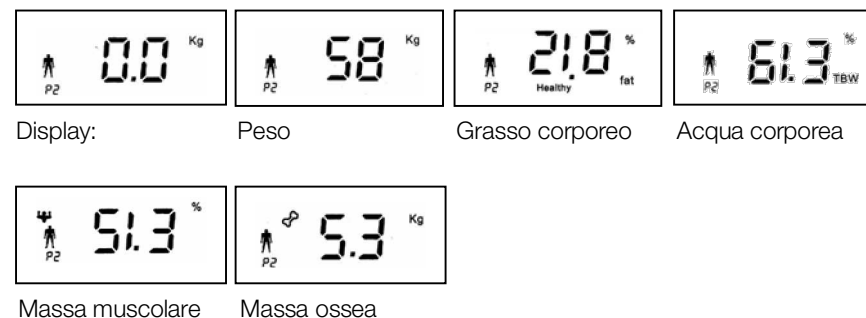 0.0 Kg P2
58 Kg P2
21.8 % P2 Healthy fat
61.3 % P2 TBW
Display: Peso Grasso corporeo Acqua corporea
51.3 % P2
5.3 Kg P2
Massa muscolare Massa ossea